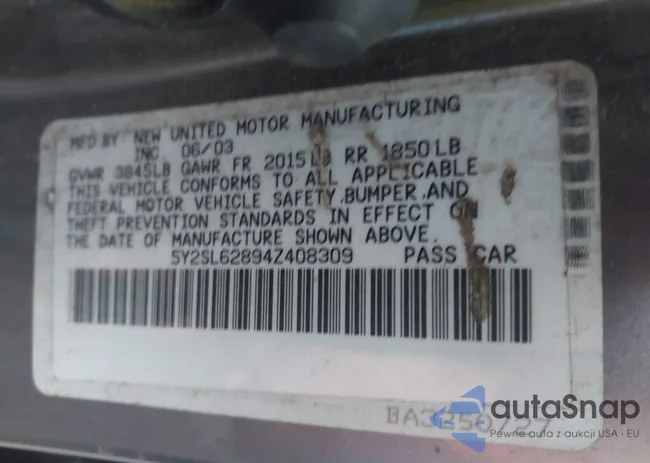 MFD BY NEW UNITED MOTOR MANUFACTURING
INC 06/03
GVWR 3845LB GAWR FR 2015LB RR 1850LB
THIS VEHICLE CONFORMS TO ALL APPLICABLE
FEDERAL MOTOR VEHICLE SAFETY,BUMPER,AND
THEFT PREVENTION STANDARDS IN EFFECT ON
THE DATE OF MANUFACTURE SHOWN ABOVE.
5Y2SL62894Z408309 PASS CAR
BA3250727
autoSnap
Pewne auta z aukcji USA i EU